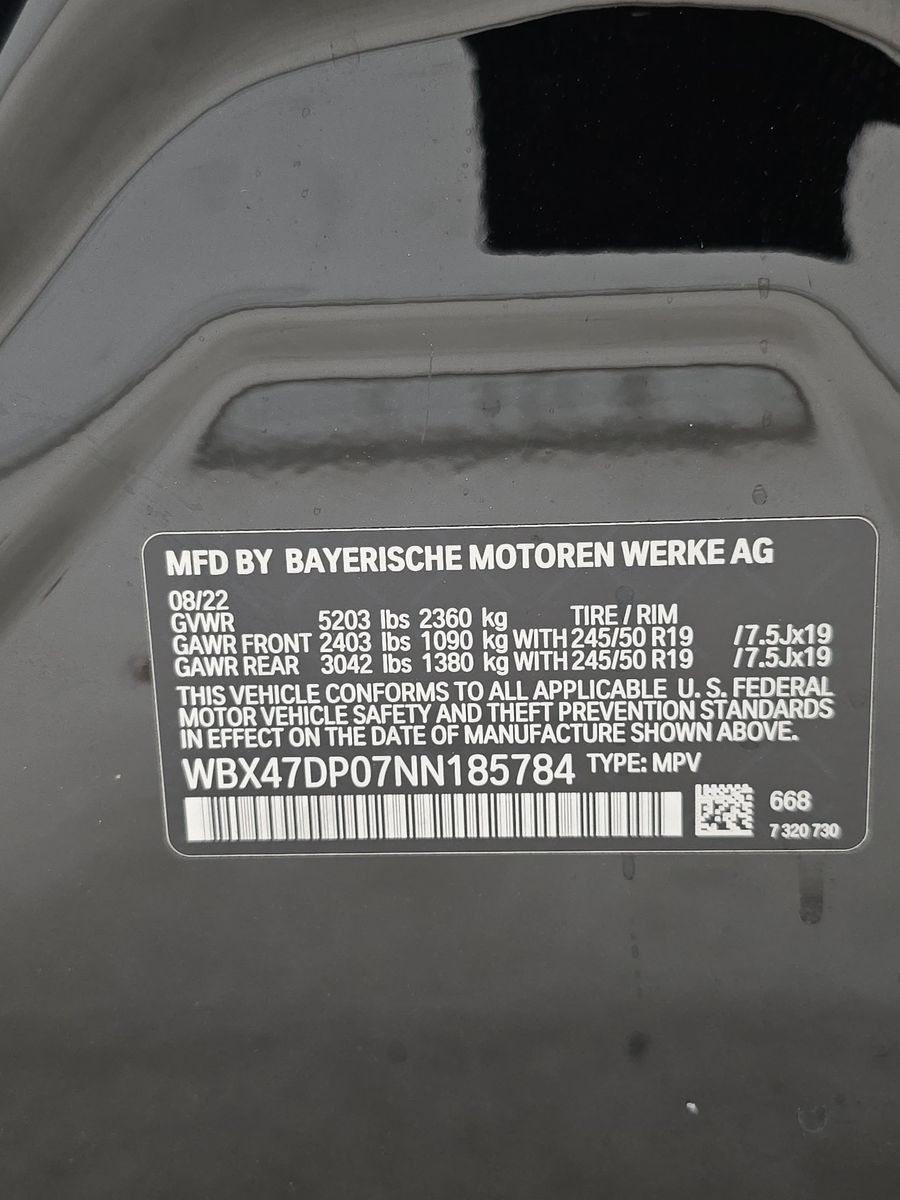 MFD BY BAYERISCHE MOTOREN WERKE AG
08/22
GVWR 5203 lbs 2360 kg TIRE / RIM
GAWR FRONT 2403 lbs 1090 kg WITH 245/50 R19 /7.5Jx19
GAWR REAR 3042 lbs 1380 kg WITH 245/50 R19 /7.5Jx19
THIS VEHICLE CONFORMS TO ALL APPLICABLE U. S. FEDERAL
MOTOR VEHICLE SAFETY AND THEFT PREVENTION STANDARDS
IN EFFECT ON THE DATE OF MANUFACTURE SHOWN ABOVE.
WBX47DP07NN185784 TYPE: MPV
668
7 320 730